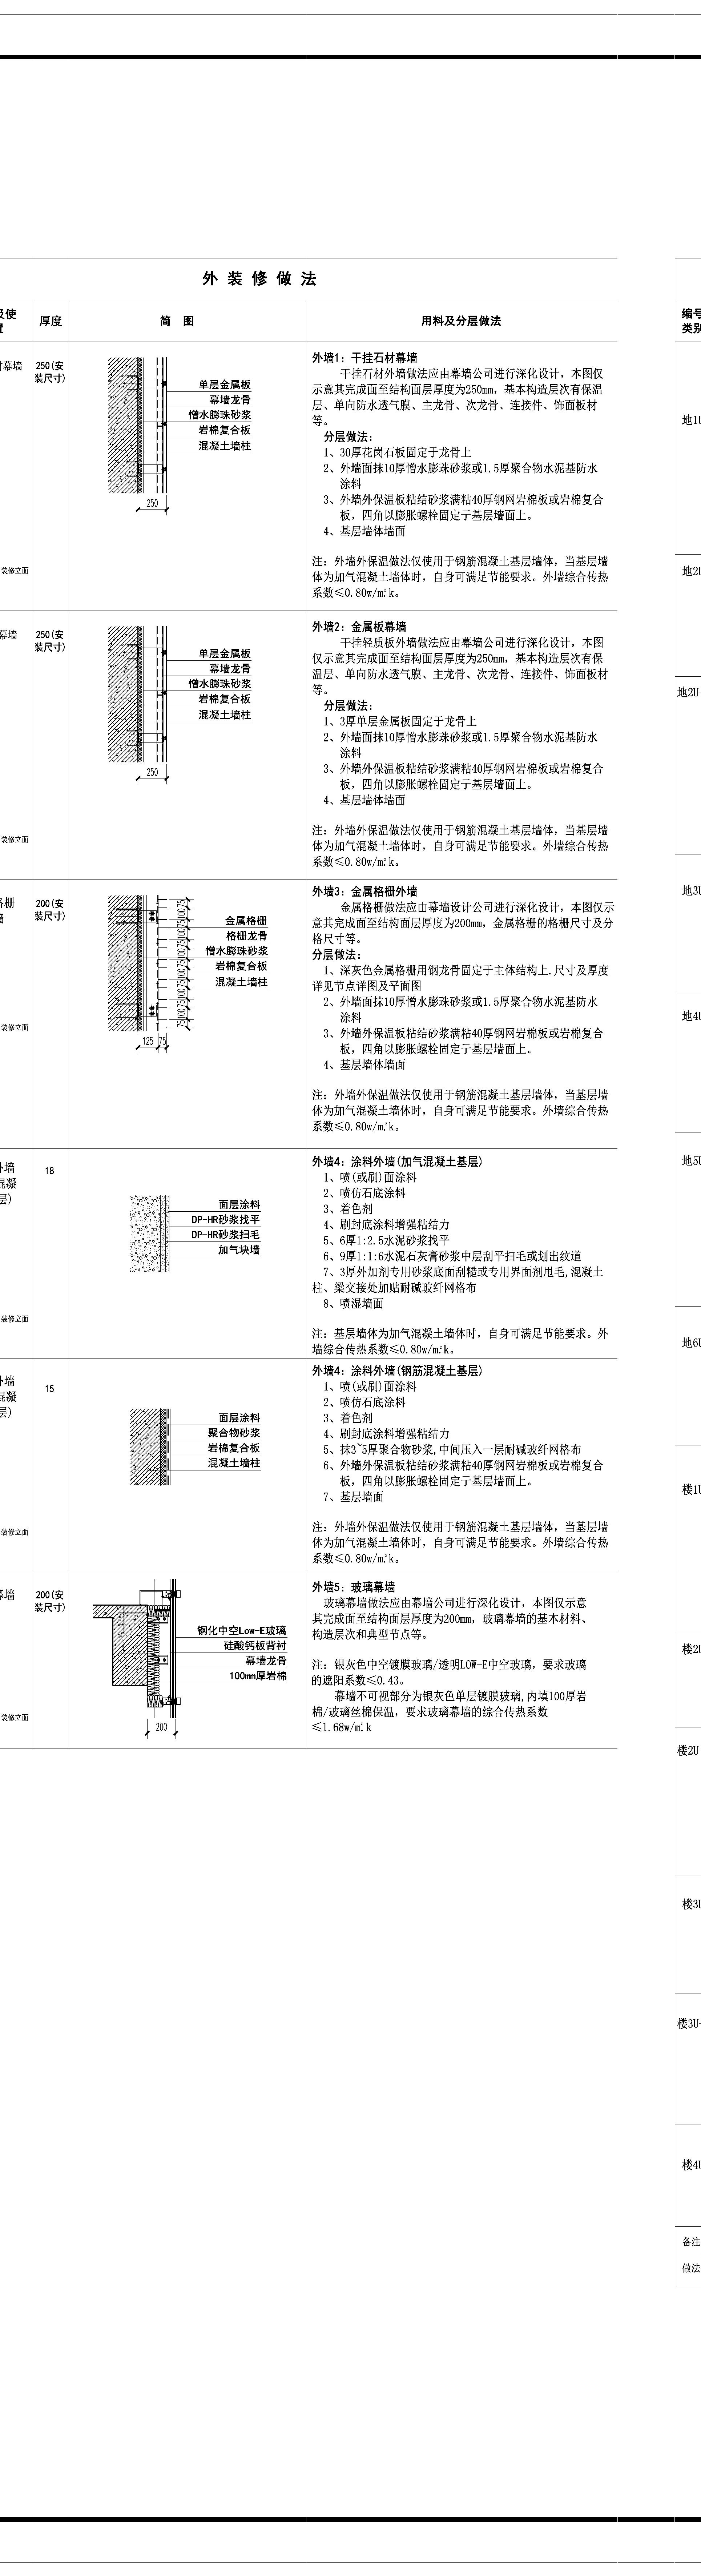 外 装 修 做 法
及使
厚度
简 图
用料及分层做法
编号
类别
材幕墙
250(安
装尺寸)
单层金属板
幕墙龙骨
憎水膨珠砂浆
岩棉复合板
混凝土墙柱
250
装修立面
外墙1: 干挂石材幕墙
干挂石材外墙做法应由幕墙公司进行深化设计, 本图仅
示意其完成面至结构面层厚度为250mm, 基本构造层次有保温
层、单向防水透气膜、主龙骨、次龙骨、连接件、饰面板材
等。
分层做法:
1、30厚花岗石板固定于龙骨上
2、外墙面抹10厚憎水膨珠砂浆或1.5厚聚合物水泥基防水
涂料
3、外墙外保温板粘结砂浆满粘40厚钢网岩棉板或岩棉复合
板, 四角以膨胀螺栓固定于基层墙面上。
4、基层墙体墙面
注: 外墙外保温做法仅使用于钢筋混凝土基层墙体, 当基层墙
体为加气混凝土墙体时, 自身可满足节能要求。外墙综合传热
系数≤0.80w/m²k。
幕墙
250(安
装尺寸)
单层金属板
幕墙龙骨
憎水膨珠砂浆
岩棉复合板
混凝土墙柱
250
装修立面
外墙2: 金属板幕墙
干挂轻质板外墙做法应由幕墙公司进行深化设计, 本图
仅示意其完成面至结构面层厚度为250mm, 基本构造层次有保
温层、单向防水透气膜、主龙骨、次龙骨、连接件、饰面板材
等。
分层做法:
1、3厚单层金属板固定于龙骨上
2、外墙面抹10厚憎水膨珠砂浆或1.5厚聚合物水泥基防水
涂料
3、外墙外保温板粘结砂浆满粘40厚钢网岩棉板或岩棉复合
板, 四角以膨胀螺栓固定于基层墙面上。
4、基层墙体墙面
注: 外墙外保温做法仅使用于钢筋混凝土基层墙体, 当基层墙
体为加气混凝土墙体时, 自身可满足节能要求。外墙综合传热
系数≤0.80w/m²k。
格栅
200(安
装尺寸)
金属格栅
格栅龙骨
憎水膨珠砂浆
岩棉复合板
混凝土墙柱
125 75
装修立面
外墙3: 金属格栅外墙
金属格栅做法应由幕墙设计公司进行深化设计, 本图仅示
意其完成面至结构面层厚度为200mm, 金属格栅的格栅尺寸及分
格尺寸等。
分层做法:
1、深灰色金属格栅用钢龙骨固定于主体结构上.尺寸及厚度
详见节点详图及平面图
2、外墙面抹10厚憎水膨珠砂浆或1.5厚聚合物水泥基防水
涂料
3、外墙外保温板粘结砂浆满粘40厚钢网岩棉板或岩棉复合
板, 四角以膨胀螺栓固定于基层墙面上。
4、基层墙体墙面
注: 外墙外保温做法仅使用于钢筋混凝土基层墙体, 当基层墙
体为加气混凝土墙体时, 自身可满足节能要求。外墙综合传热
系数≤0.80w/m²k。
外墙
混凝
层)
18
面层涂料
DP-HR砂浆找平
DP-HR砂浆扫毛
加气块墙
装修立面
外墙4: 涂料外墙(加气混凝土基层)
1、喷(或刷)面涂料
2、喷仿石底涂料
3、着色剂
4、刷封底涂料增强粘结力
5、6厚1:2.5水泥砂浆找平
6、9厚1:1:6水泥石灰膏砂浆中层刮平扫毛或划出纹道
7、3厚外加剂专用砂浆底面刮糙或专用界面剂甩毛,混凝土
柱、梁交接处加贴耐碱玻纤网格布
8、喷湿墙面
注: 基层墙体为加气混凝土墙体时, 自身可满足节能要求。外
墙综合传热系数≤0.80w/m²k。
外墙
混凝
层)
15
面层涂料
聚合物砂浆
岩棉复合板
混凝土墙柱
装修立面
外墙4: 涂料外墙(钢筋混凝土基层)
1、喷(或刷)面涂料
2、喷仿石底涂料
3、着色剂
4、刷封底涂料增强粘结力
5、抹3~5厚聚合物砂浆,中间压入一层耐碱玻纤网格布
6、外墙外保温板粘结砂浆满粘40厚钢网岩棉板或岩棉复合
板, 四角以膨胀螺栓固定于基层墙面上。
7、基层墙面
注: 外墙外保温做法仅使用于钢筋混凝土基层墙体, 当基层墙
体为加气混凝土墙体时, 自身可满足节能要求。外墙综合传热
系数≤0.80w/m²k。
幕墙
200(安
装尺寸)
钢化中空Low-E玻璃
硅酸钙板背衬
幕墙龙骨
100mm厚岩棉
200
装修立面
外墙5: 玻璃幕墙
玻璃幕墙做法应由幕墙公司进行深化设计, 本图仅示意
其完成面至结构面层厚度为200mm, 玻璃幕墙的基本材料、
构造层次和典型节点等。
注: 银灰色中空镀膜玻璃/透明LOW-E中空玻璃, 要求玻璃
的遮阳系数≤0.43。
幕墙不可视部分为银灰色单层镀膜玻璃,内填100厚岩
棉/玻璃丝棉保温, 要求玻璃幕墙的综合传热系数
≤1.68w/m²k
地1U
地2U
地2U-
地3U
地4U
地5U
地6U
楼1U
楼2U
楼2U-
楼3U
楼3U-
楼4U
备注
做法